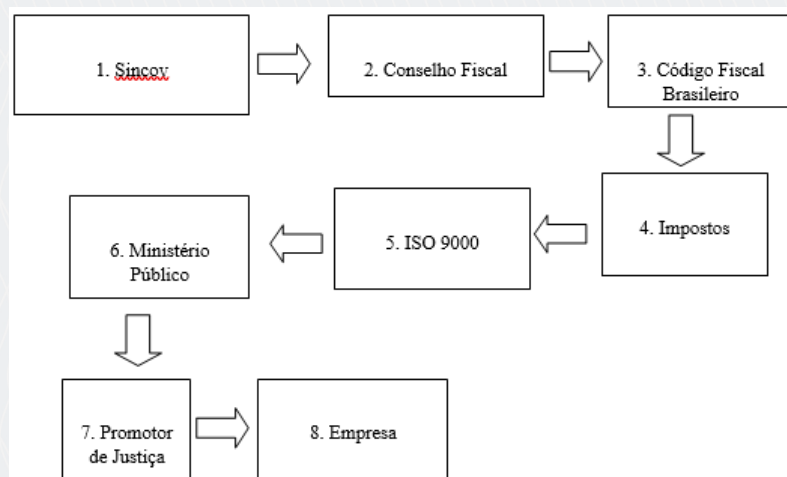 1. Sincov
2. Conselho Fiscal
3. Código Fiscal
Brasileiro
4. Impostos
5. ISO 9000
6. Ministério
Público
7. Promotor
de Justiça
8. Empresa